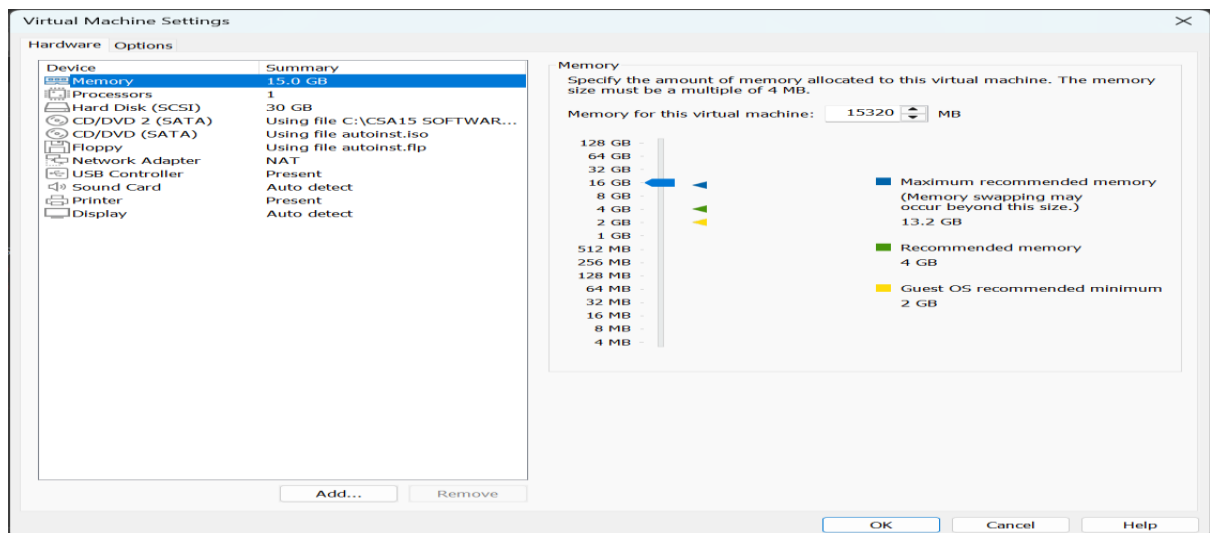 Virtual Machine Settings
Hardware Options
Device Summary
Memory 15.0 GB
Processors 1
Hard Disk (SCSI) 30 GB
CD/DVD 2 (SATA) Using file C:\CSA15 SOFTWAR...
CD/DVD (SATA) Using file autoinst.iso
Floppy Using file autoinst.flp
Network Adapter NAT
USB Controller Present
Sound Card Auto detect
Printer Present
Display Auto detect
Add... Remove
Memory
Specify the amount of memory allocated to this virtual machine. The memory
size must be a multiple of 4 MB.
Memory for this virtual machine: 15320 MB
128 GB
64 GB
32 GB
16 GB
8 GB
4 GB
2 GB
1 GB
512 MB
256 MB
128 MB
64 MB
32 MB
16 MB
8 MB
4 MB
Maximum recommended memory
(Memory swapping may
occur beyond this size.)
13.2 GB
Recommended memory
4 GB
Guest OS recommended minimum
2 GB
OK Cancel Help